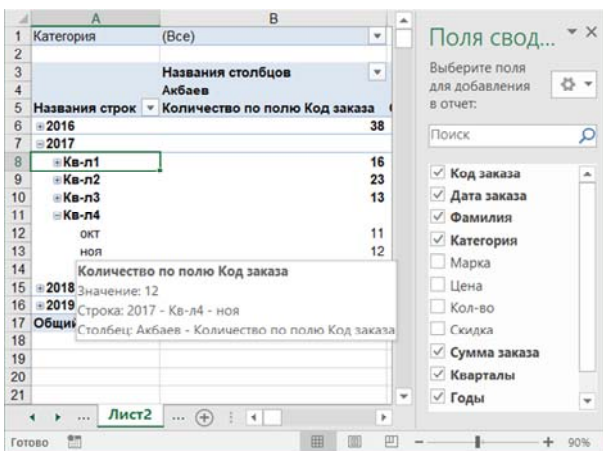 A B
1 Категория (Все)
2
3 Названия столбцов
4 Акбаев
5 Названия строк Количество по полю Код заказа
6 2016 38
7 2017
8 Кв-л1 16
9 Кв-л2 23
10 Кв-л3 13
11 Кв-л4
12 окт 11
13 ноя 12
14
15 2018
16 2019
17 Общий
18
19
20
21
Количество по полю Код заказа
Значение: 12
Строка: 2017 - Кв-л4 - ноя
Столбец: Акбаев - Количество по полю Код заказа
... Лист2 ...
Готово 90%
Поля свод...
Выберите поля
для добавления
в отчет:
Поиск
Код заказа
Дата заказа
Фамилия
Категория
Марка
Цена
Кол-во
Скидка
Сумма заказа
Кварталы
Годы